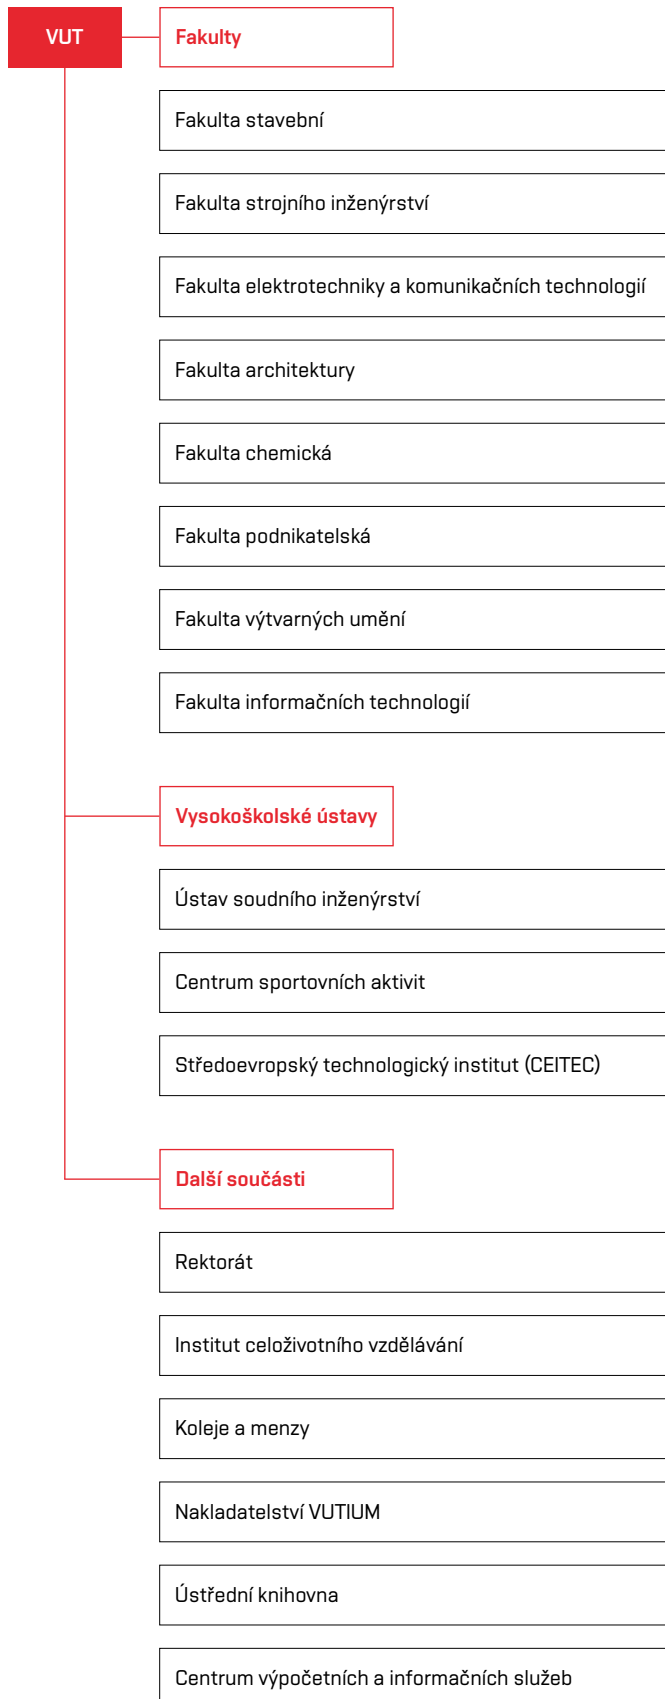 VUT
Fakulty
Fakulta stavební
Fakulta strojního inženýrství
Fakulta elektrotechniky a komunikačních technologií
Fakulta architektury
Fakulta chemická
Fakulta podnikatelská
Fakulta výtvarných umění
Fakulta informačních technologií
Vysokoškolské ústavy
Ústav soudního inženýrství
Centrum sportovních aktivit
Středoevropský technologický institut (CEITEC)
Další součásti
Rektorát
Institut celoživotního vzdělávání
Koleje a menzy
Nakladatelství VUTIUM
Ústřední knihovna
Centrum výpočetních a informačních služeb